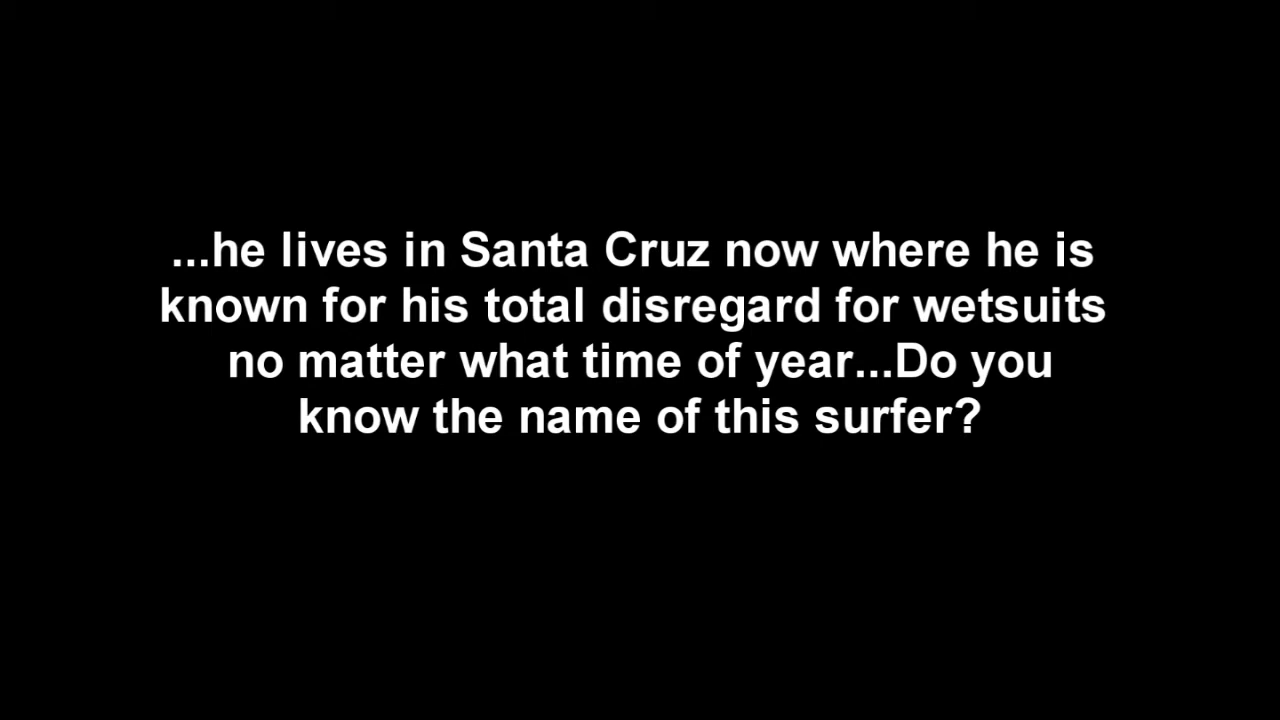 ...he lives in Santa Cruz now where he is
known for his total disregard for wetsuits
no matter what time of year...Do you
know the name of this surfer?